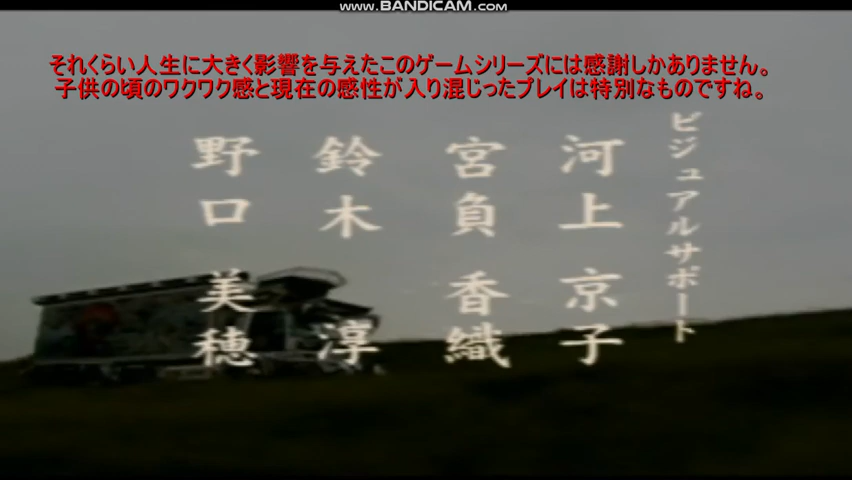 www.BANDICAM.com
それくらい人生に大きく影響を与えたこのゲームシリーズには感謝しかありません。
子供の頃のワクワク感と現在の感性が入り混じったプレイは特別なものですね。
ビジュアルサポート
河上京子
宮負香織
鈴木淳
野口美穂